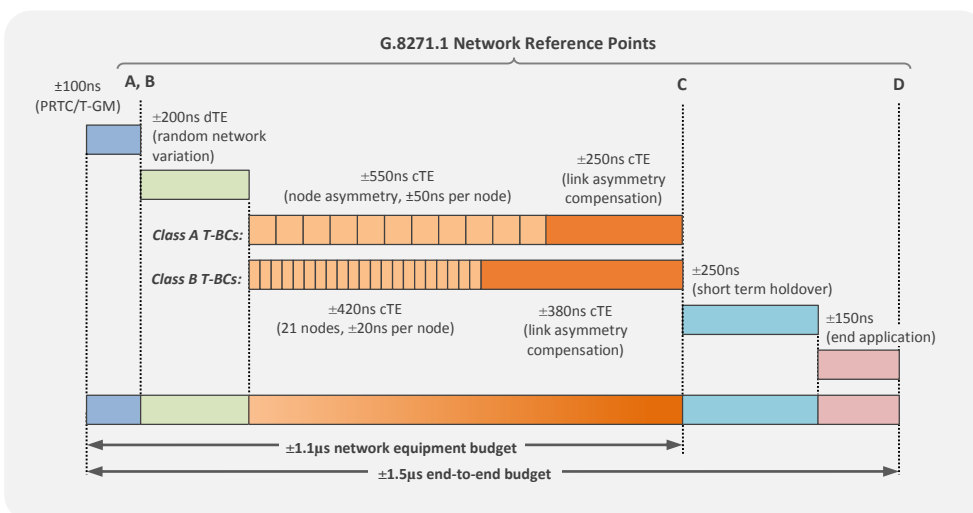 G.8271.1 Network Reference Points
A, B
C
D
±100ns
(PRTC/T-GM)
±200ns dTE
(random network
variation)
±550ns cTE
(node asymmetry, ±50ns per node)
±250ns cTE
(link asymmetry
compensation)
Class A T-BCs:
Class B T-BCs:
±420ns cTE
(21 nodes, ±20ns per node)
±380ns cTE
(link asymmetry
compensation)
±250ns
(short term holdover)
±150ns
(end application)
±1.1µs network equipment budget
±1.5µs end-to-end budget